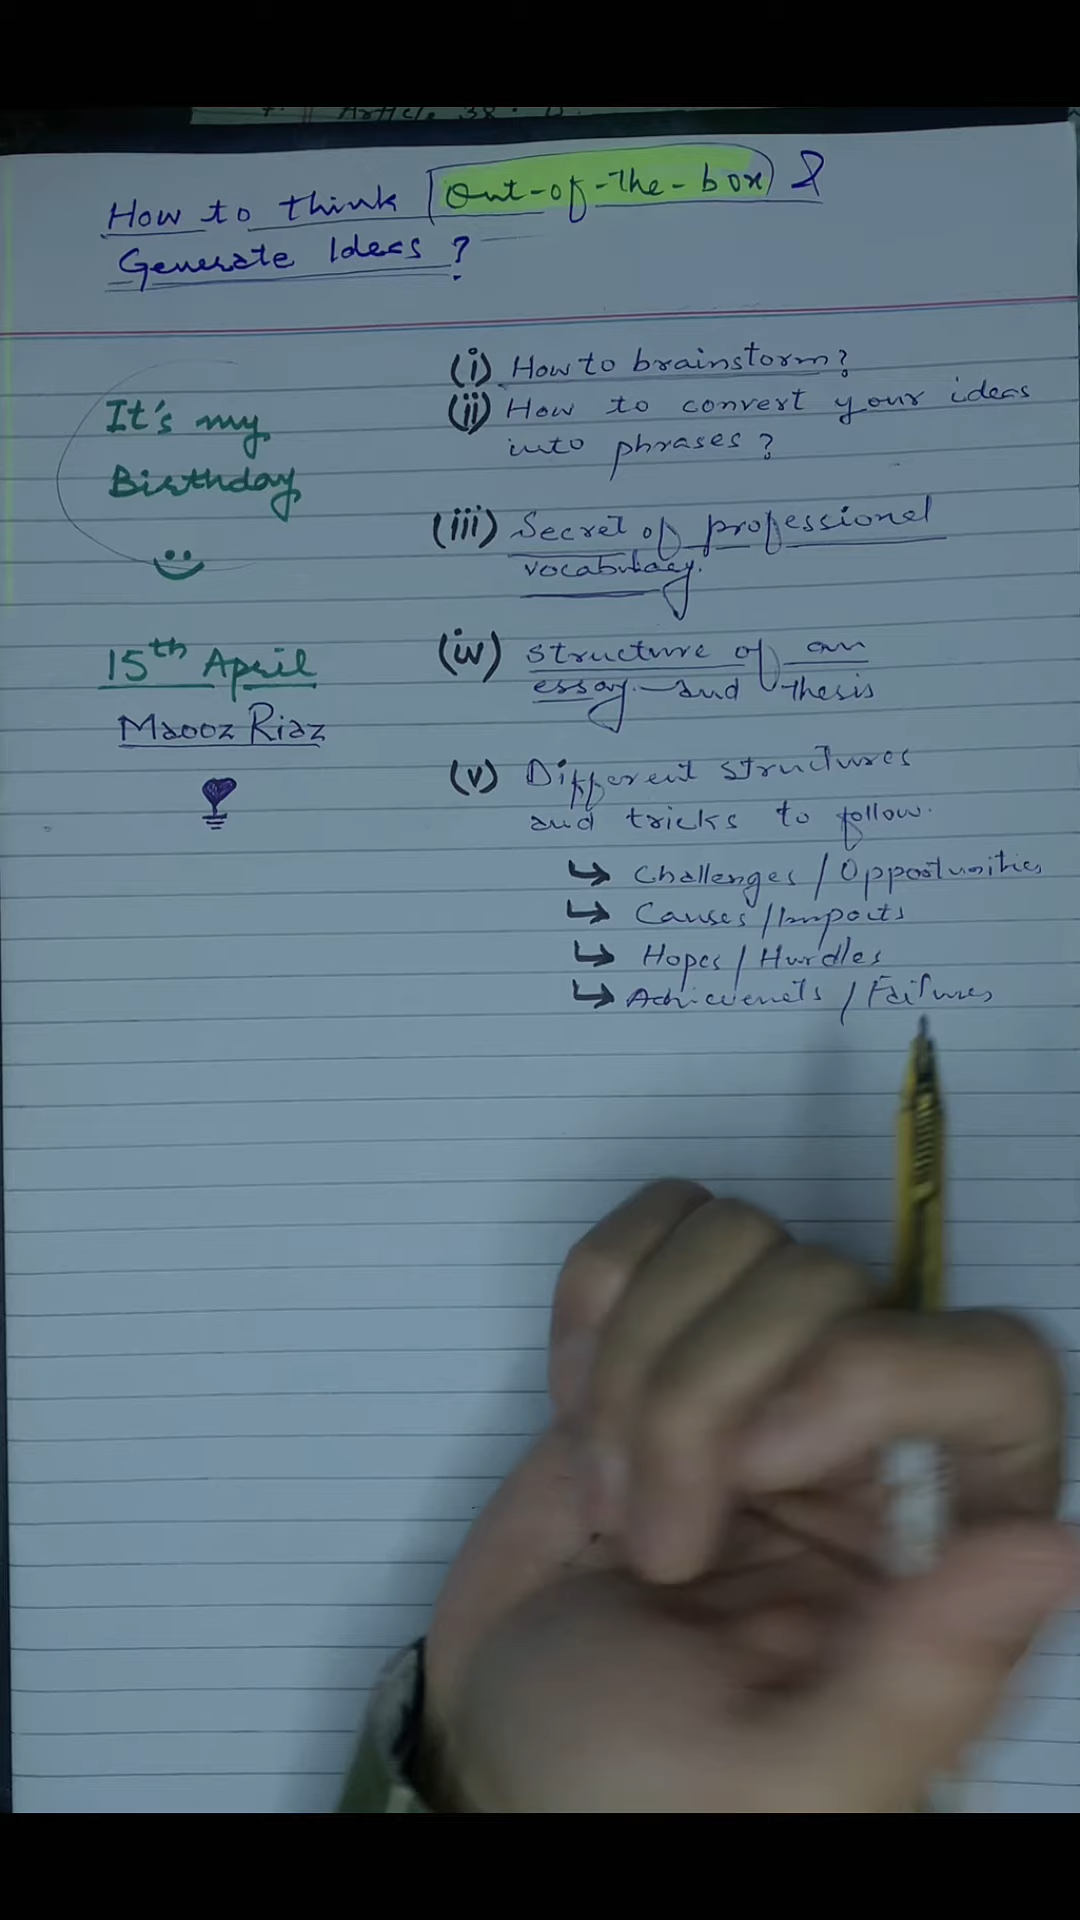 Article 38
How to think Out-of-the-box &
Generate Ideas ?
(i) How to brainstorm?
(ii) How to convert your ideas
into phrases ?
It's my
Birthday
(iii) Secret of professional
vocabulary.
15th April
Maooz Riaz
(iv) structure of an
essay and thesis
(v) Different structures
and tricks to follow.
↳ Challenges / Opportunities
↳ Causes / Impacts
↳ Hopes / Hurdles
↳ Achievements / Failures